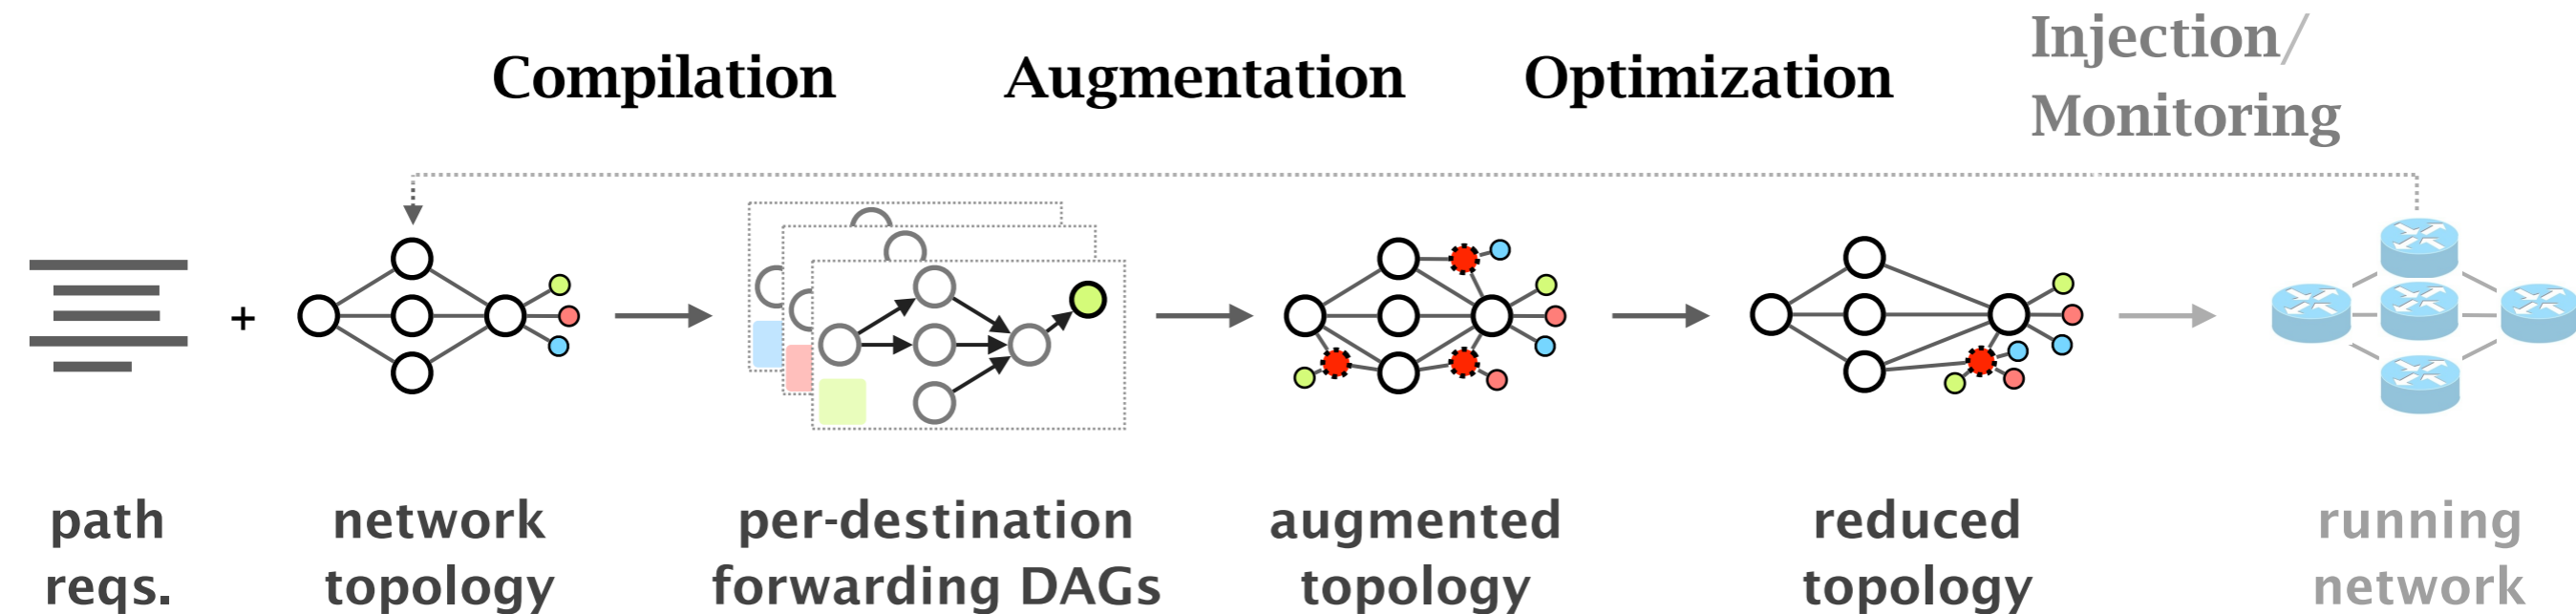 Compilation
Augmentation
Optimization
Injection/
Monitoring
+
path
reqs.
network
topology
per-destination
forwarding DAGs
augmented
topology
reduced
topology
running
network